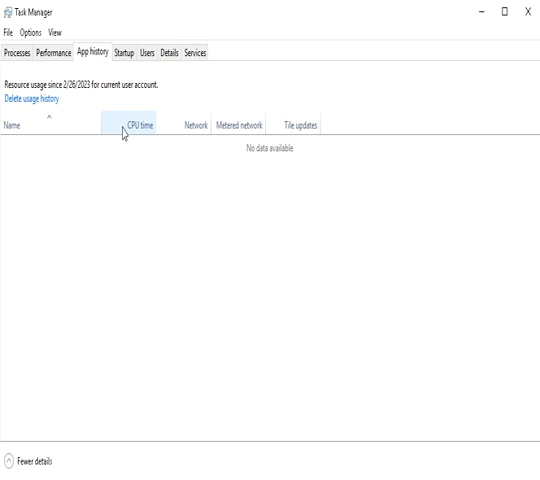 Task Manager
File Options View
Processes Performance App history Startup Users Details Services
Resource usage since 2/26/2023 for current user account.
Delete usage history
Name CPU time Network Metered network Tile updates
No data available
Fewer details